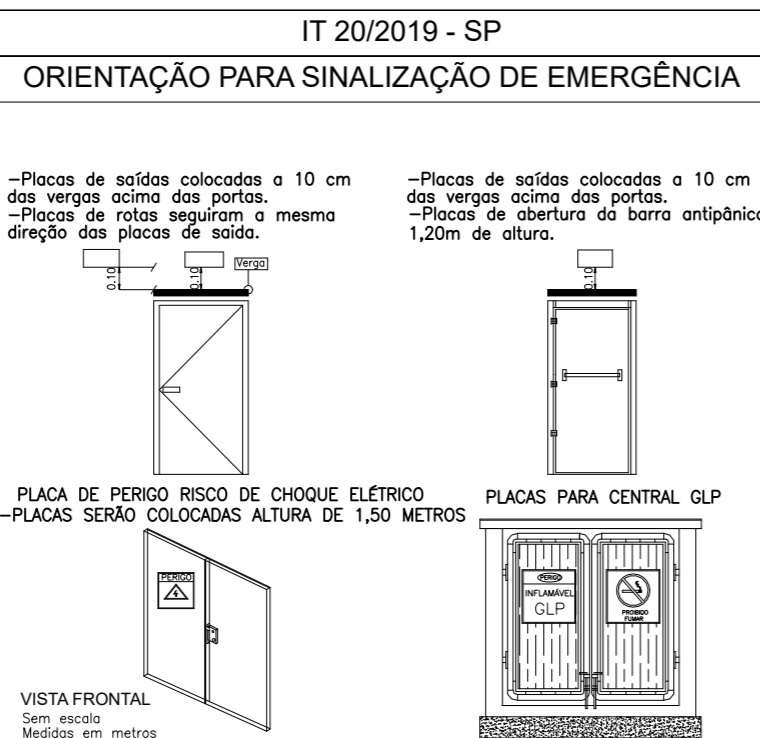 IT 20/2019 - SP
ORIENTAÇÃO PARA SINALIZAÇÃO DE EMERGÊNCIA
-Placas de saídas colocadas a 10 cm
das vergas acima das portas.
-Placas de rotas seguiram a mesma
direção das placas de saida.
0.10
0.10
Verga
-Placas de saídas colocadas a 10 cm
das vergas acima das portas.
-Placas de abertura da barra antipânico
1,20m de altura.
0.10
PLACA DE PERIGO RISCO DE CHOQUE ELÉTRICO
-PLACAS SERÃO COLOCADAS ALTURA DE 1,50 METROS
PERIGO
VISTA FRONTAL
Sem escala
Medidas em metros
PLACAS PARA CENTRAL GLP
PERIGO
INFLAMÁVEL
GLP
PROIBIDO
FUMAR